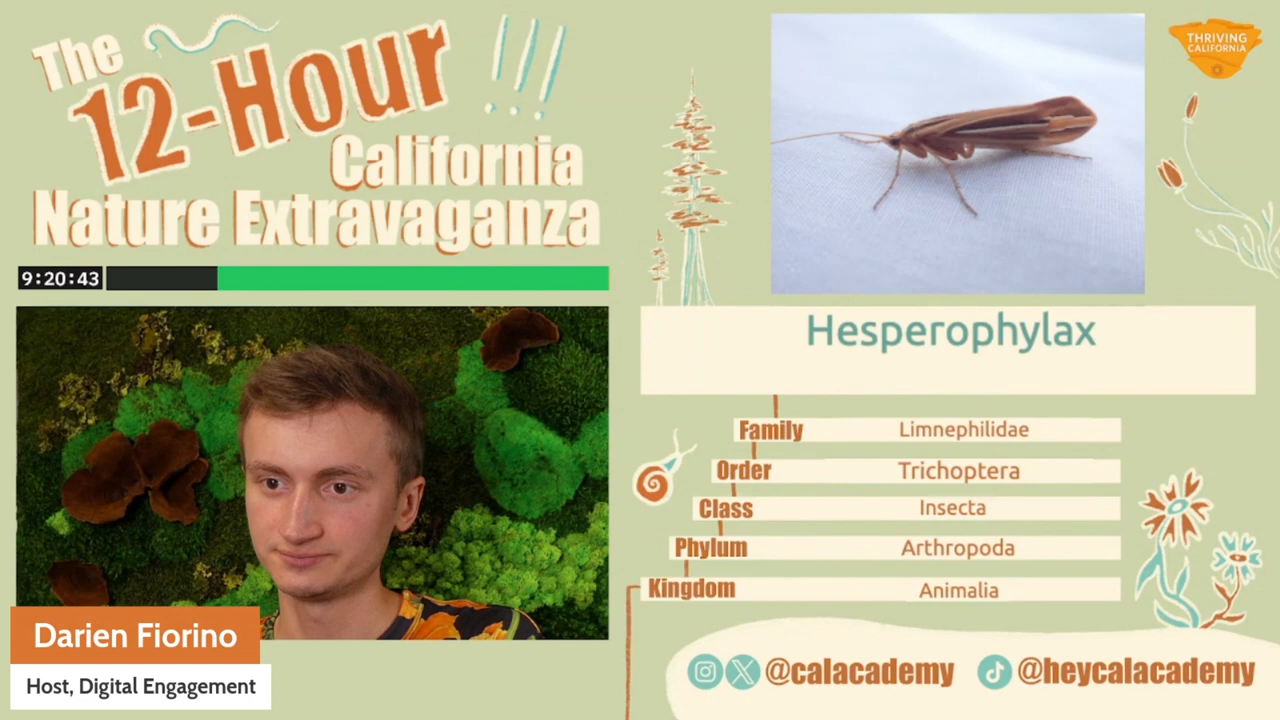 The
12-Hour !!!
California
Nature Extravaganza
9:20:43
Darien Fiorino
Host, Digital Engagement
THRIVING
CALIFORNIA
Hesperophylax
Family Limnephilidae
Order Trichoptera
Class Insecta
Phylum Arthropoda
Kingdom Animalia
@calacademy @heycalacademy